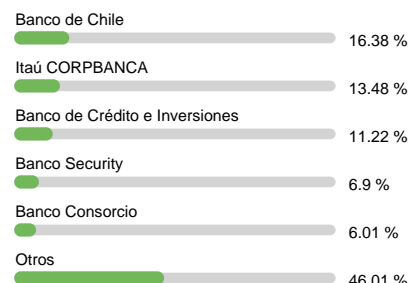 Banco de Chile
16.38 %
Itaú CORPBANCA
13.48 %
Banco de Crédito e Inversiones
11.22 %
Banco Security
6.9 %
Banco Consorcio
6.01 %
Otros
46.01 %